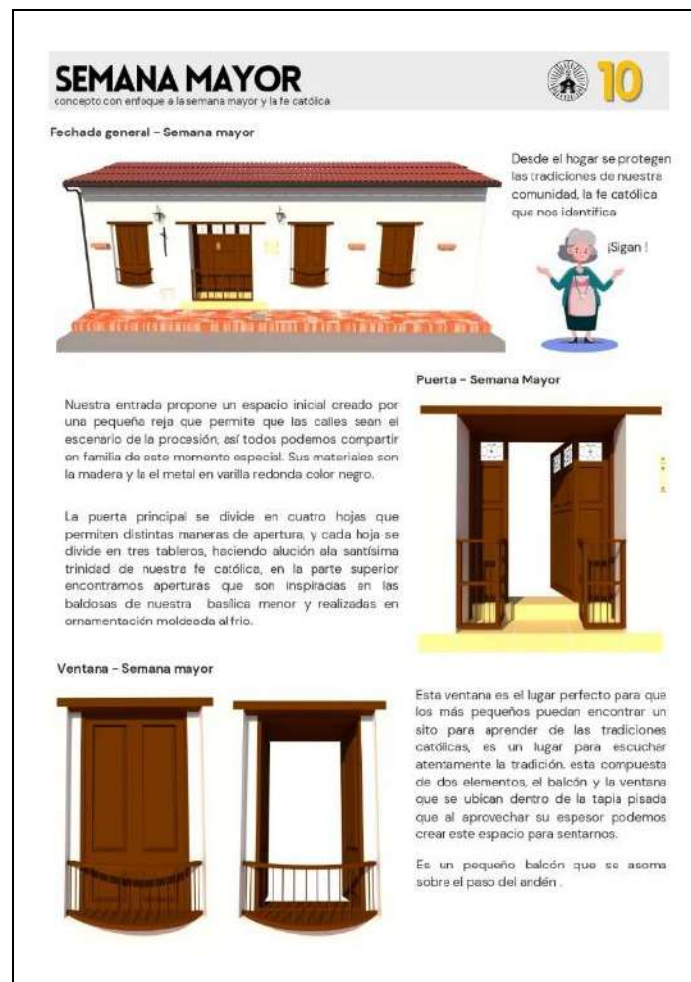 SEMANA MAYOR
concepto con enfoque a la semana mayor y la fe católica
10
Fechada general - Semana mayor
Desde el hogar se protegen
las tradiciones de nuestra
comunidad, la fe católica
que nos identifica
¡Sigan !
Puerta - Semana Mayor
Nuestra entrada propone un espacio inicial creado por
una pequeña reja que permite que las calles sean el
escenario de la procesión, así todos podemos compartir
en familia de este momento especial. Sus materiales son
la madera y la el metal en varilla redonda color negro.
La puerta principal se divide en cuatro hojas que
permiten distintas maneras de apertura, y cada hoja se
divide en tres tableros, haciendo alución ala santísima
trinidad de nuestra fe católica, en la parte superior
encontramos aperturas que son inspiradas en las
baldosas de nuestra basílica menor y realizadas en
ornamentación moldeada al frio.
Ventana - Semana mayor
Esta ventana es el lugar perfecto para que
los más pequeños puedan encontrar un
sito para aprender de las tradiciones
católicas, es un lugar para escuchar
atentamente la tradición. esta compuesta
de dos elementos, el balcón y la ventana
que se ubican dentro de la tapia pisada
que al aprovechar su espesor podemos
crear este espacio para sentarnos.
Es un pequeño balcón que se asoma
sobre el paso del andén .